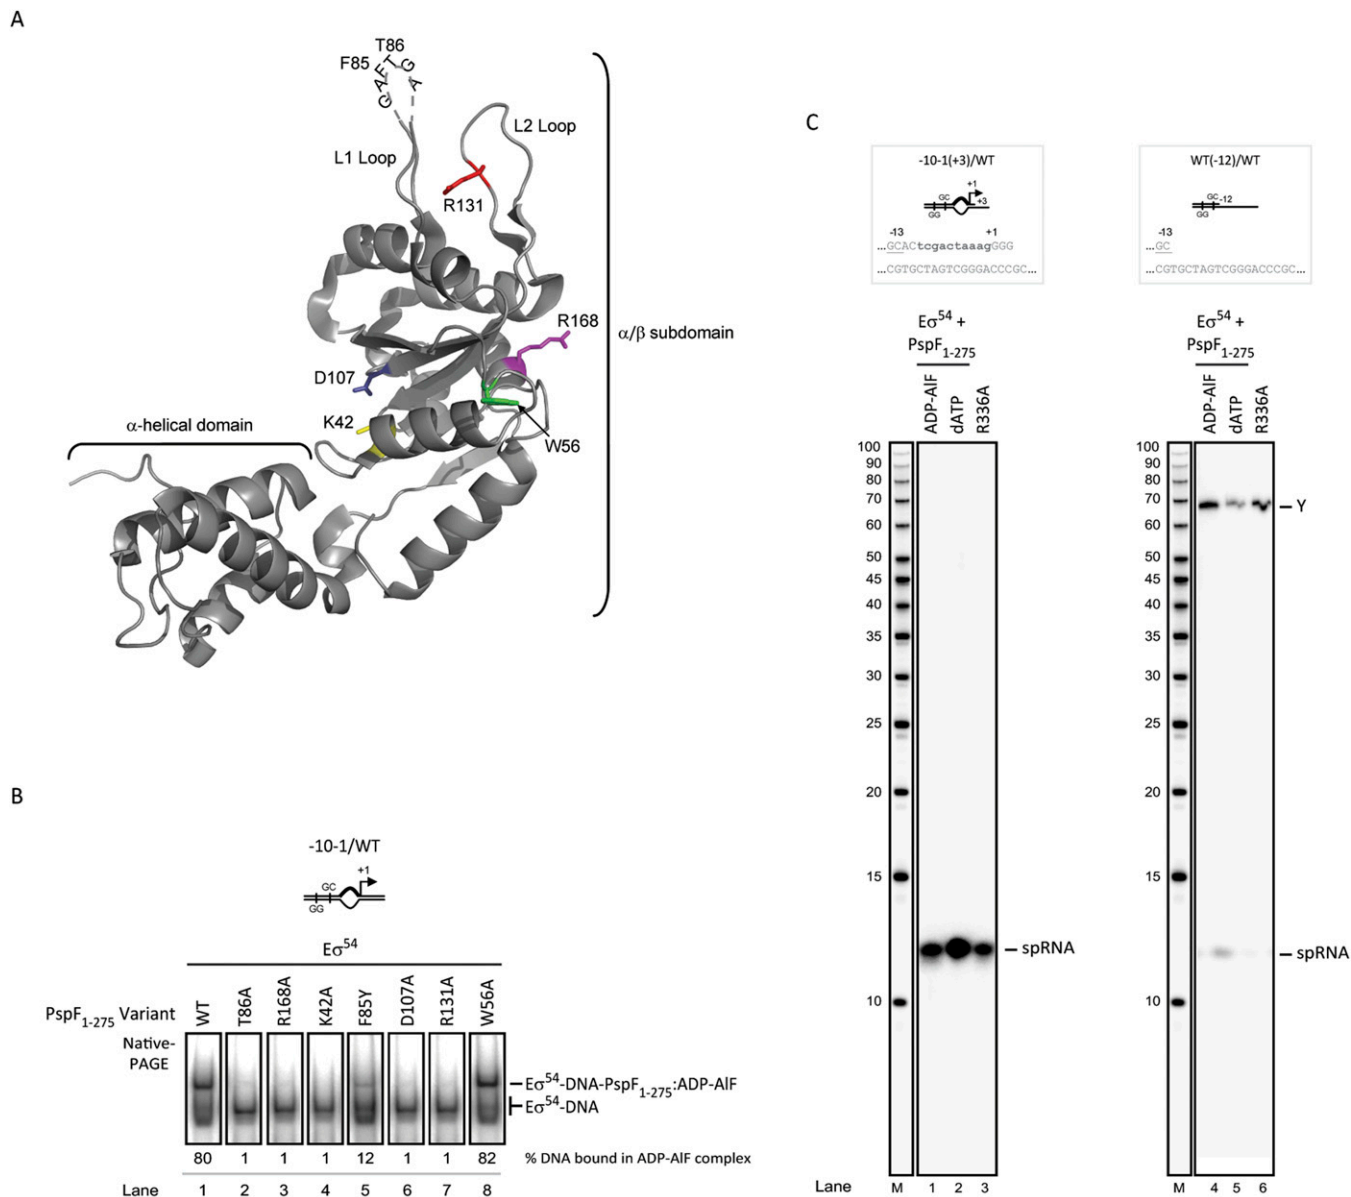 A
T86
F85
G A F T G A
L1 Loop
L2 Loop
R131
R168
α/β subdomain
D107
K42
W56
α-helical domain
B
-10-1/WT
+1
GC
GG
Eσ54
PspF1-275 Variant
WT
T86A
R168A
K42A
F85Y
D107A
R131A
W56A
Native-
PAGE
Eσ54-DNA-PspF1-275:ADP-AlF
Eσ54-DNA
80 1 1 1 12 1 1 82 % DNA bound in ADP-AlF complex
Lane 1 2 3 4 5 6 7 8
C
-10-1(+3)/WT
+1
GC
+3
GG
-13 +1
...GCACtcgactaaagGGG
...CGTGCTAGTCGGGACCCGC...
Eσ54 +
PspF1-275
ADP-AlF
dATP
R336A
100
90
80
70
60
50
45
40
35
30
25
20
15
10
spRNA
Lane M 1 2 3
WT(-12)/WT
GC
-12
GG
-13
...GC
...CGTGCTAGTCGGGACCCGC...
Eσ54 +
PspF1-275
ADP-AlF
dATP
R336A
100
90
80
70
60
50
45
40
35
30
25
20
15
10
Y
spRNA
M 4 5 6